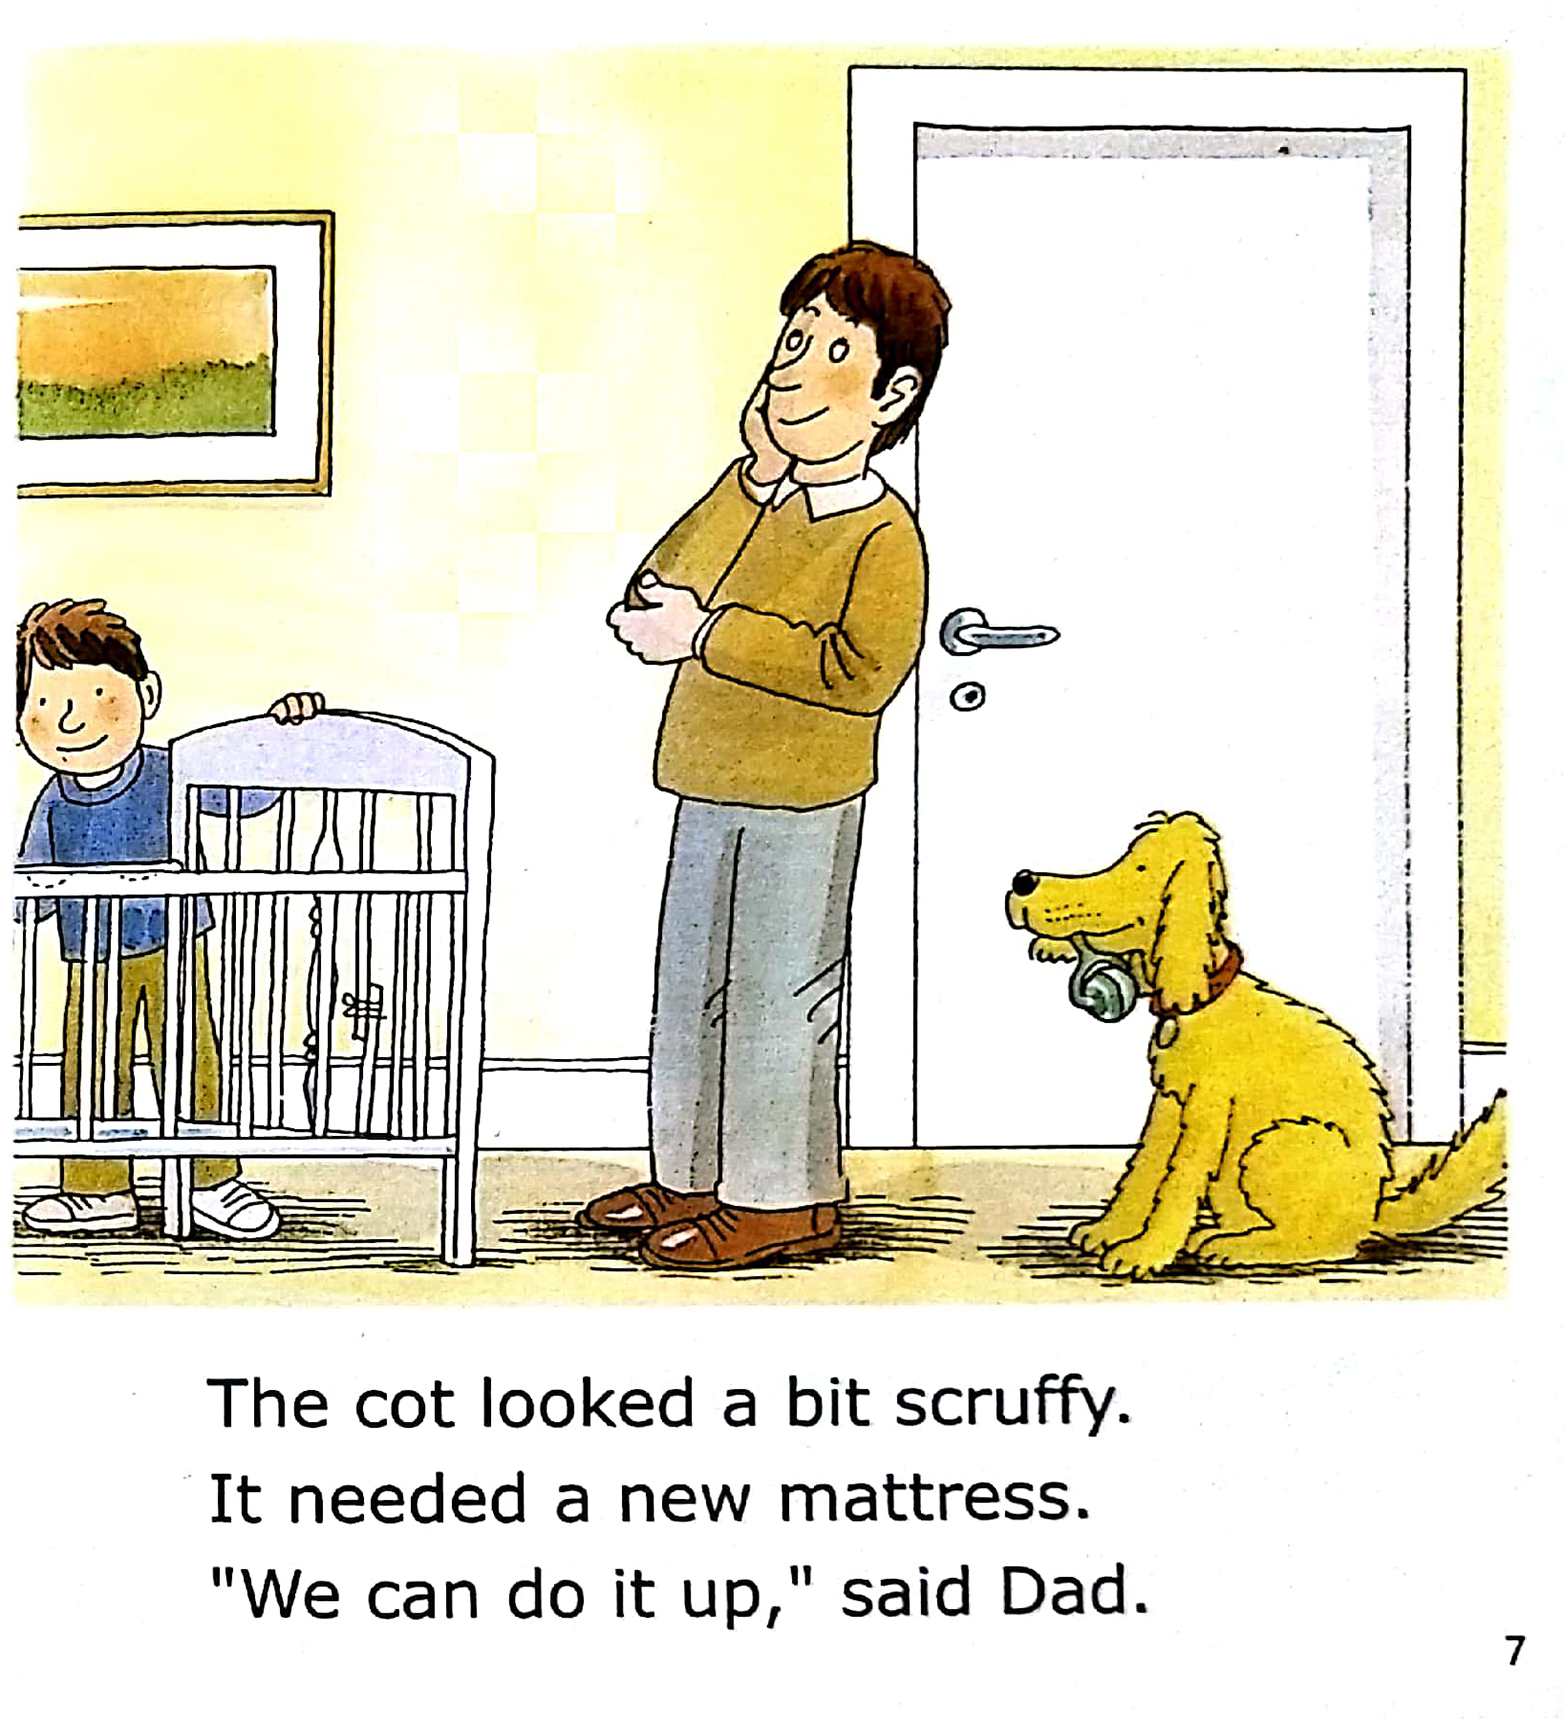 The cot looked a bit scruffy.
It needed a new mattress.
"We can do it up," said Dad.
7